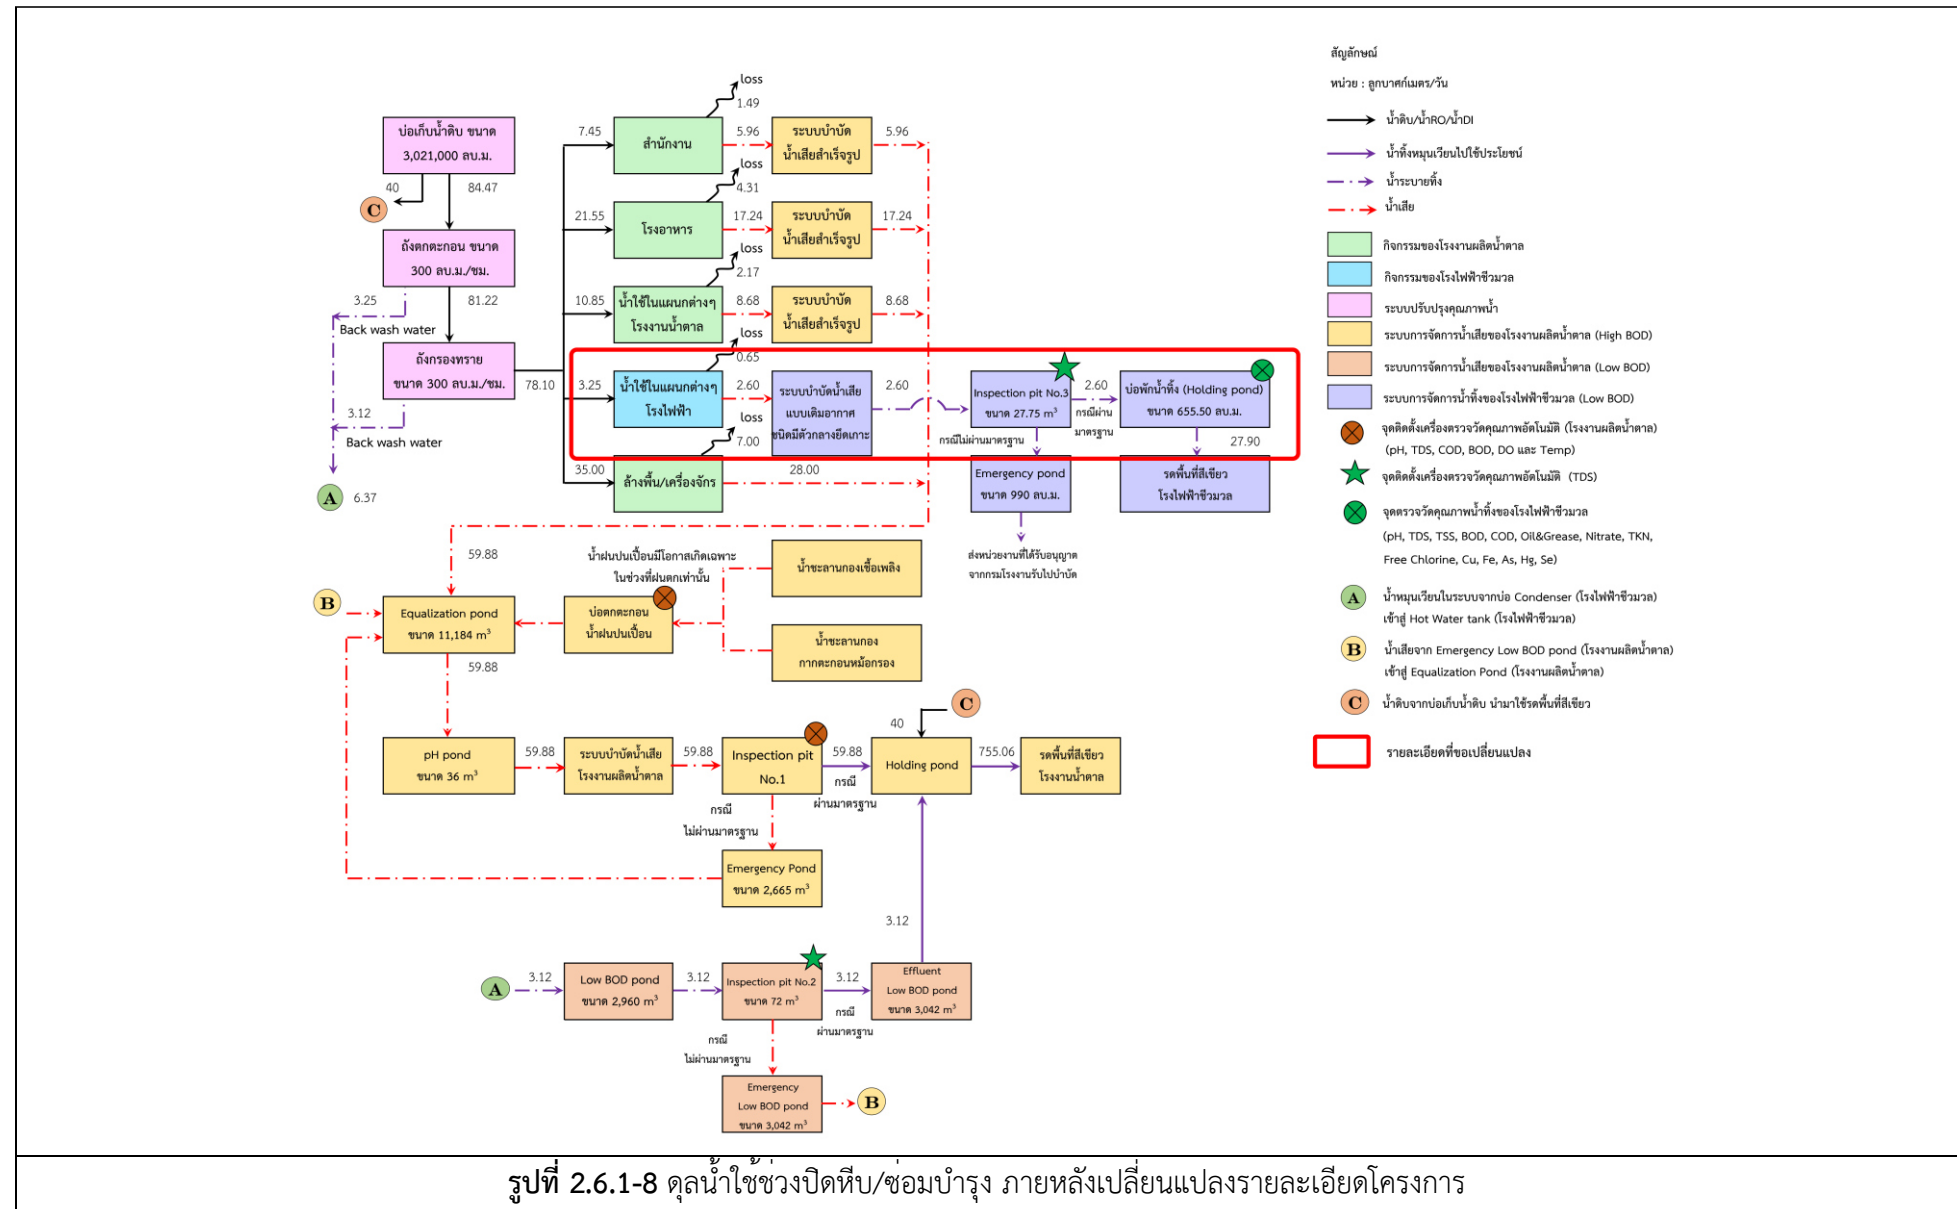 loss
1.49
บ่อเก็บน้ำดิบ ขนาด
3,021,000 ลบ.ม.
40
84.47
C
ถังตกตะกอน ขนาด
300 ลบ.ม./ชม.
3.25
81.22
Back wash water
ถังกรองทราย
ขนาด 300 ลบ.ม./ชม.
78.10
3.12
Back wash water
A
6.37
7.45
สำนักงาน
5.96
ระบบบำบัด
น้ำเสียสำเร็จรูป
5.96
loss
4.31
21.55
โรงอาหาร
17.24
ระบบบำบัด
น้ำเสียสำเร็จรูป
17.24
loss
2.17
10.85
น้ำใช้ในแผนกต่างๆ
โรงงานน้ำตาล
8.68
ระบบบำบัด
น้ำเสียสำเร็จรูป
8.68
loss
0.65
3.25
น้ำใช้ในแผนกต่างๆ
โรงไฟฟ้า
2.60
ระบบบำบัดน้ำเสีย
แบบเติมอากาศ
ชนิดมีตัวกลางยึดเกาะ
2.60
Inspection pit No.3
ขนาด 27.75 m³
2.60
กรณีผ่าน
มาตรฐาน
บ่อพักน้ำทิ้ง (Holding pond)
ขนาด 655.50 ลบ.ม.
กรณีไม่ผ่านมาตรฐาน
27.90
loss
7.00
35.00
ล้างพื้น/เครื่องจักร
28.00
Emergency pond
ขนาด 990 ลบ.ม.
รดพื้นที่สีเขียว
โรงไฟฟ้าชีวมวล
ส่งหน่วยงานที่ได้รับอนุญาต
จากกรมโรงงานรับไปบำบัด
59.88
น้ำฝนปนเปื้อนมีโอกาสเกิดเฉพาะ
ในช่วงที่ฝนตกเท่านั้น
น้ำชะลานกองเชื้อเพลิง
B
Equalization pond
ขนาด 11,184 m³
บ่อตกตะกอน
น้ำฝนปนเปื้อน
น้ำชะลานกอง
กากตะกอนหม้อกรอง
59.88
C
40
pH pond
ขนาด 36 m³
59.88
ระบบบำบัดน้ำเสีย
โรงงานผลิตน้ำตาล
59.88
Inspection pit
No.1
59.88
กรณี
ผ่านมาตรฐาน
Holding pond
755.06
รดพื้นที่สีเขียว
โรงงานน้ำตาล
กรณี
ไม่ผ่านมาตรฐาน
Emergency Pond
ขนาด 2,665 m³
3.12
A
3.12
Low BOD pond
ขนาด 2,960 m³
3.12
Inspection pit No.2
ขนาด 72 m³
3.12
กรณี
ผ่านมาตรฐาน
Effluent
Low BOD pond
ขนาด 3,042 m³
กรณี
ไม่ผ่านมาตรฐาน
Emergency
Low BOD pond
ขนาด 3,042 m³
B
สัญลักษณ์
หน่วย : ลูกบาศก์เมตร/วัน
น้ำดิบ/น้ำRO/น้ำDI
น้ำทิ้งหมุนเวียนไปใช้ประโยชน์
น้ำระบายทิ้ง
น้ำเสีย
กิจกรรมของโรงงานผลิตน้ำตาล
กิจกรรมของโรงไฟฟ้าชีวมวล
ระบบปรับปรุงคุณภาพน้ำ
ระบบการจัดการน้ำเสียของโรงงานผลิตน้ำตาล (High BOD)
ระบบการจัดการน้ำเสียของโรงงานผลิตน้ำตาล (Low BOD)
ระบบการจัดการน้ำทิ้งของโรงไฟฟ้าชีวมวล (Low BOD)
จุดติดตั้งเครื่องตรวจวัดคุณภาพอัตโนมัติ (โรงงานผลิตน้ำตาล)
(pH, TDS, COD, BOD, DO และ Temp)
จุดติดตั้งเครื่องตรวจวัดคุณภาพอัตโนมัติ (TDS)
จุดตรวจวัดคุณภาพน้ำทิ้งของโรงไฟฟ้าชีวมวล
(pH, TDS, TSS, BOD, COD, Oil&Grease, Nitrate, TKN,
Free Chlorine, Cu, Fe, As, Hg, Se)
A น้ำหมุนเวียนในระบบจากบ่อ Condenser (โรงไฟฟ้าชีวมวล)
เข้าสู่ Hot Water tank (โรงไฟฟ้าชีวมวล)
B น้ำเสียจาก Emergency Low BOD pond (โรงงานผลิตน้ำตาล)
เข้าสู่ Equalization Pond (โรงงานผลิตน้ำตาล)
C น้ำดิบจากบ่อเก็บน้ำดิบ นำมาใช้รดพื้นที่สีเขียว
รายละเอียดที่ขอเปลี่ยนแปลง
รูปที่ 2.6.1-8 ดุลน้ำใช้ช่วงปิดหีบ/ซ่อมบำรุง ภายหลังเปลี่ยนแปลงรายละเอียดโครงการ